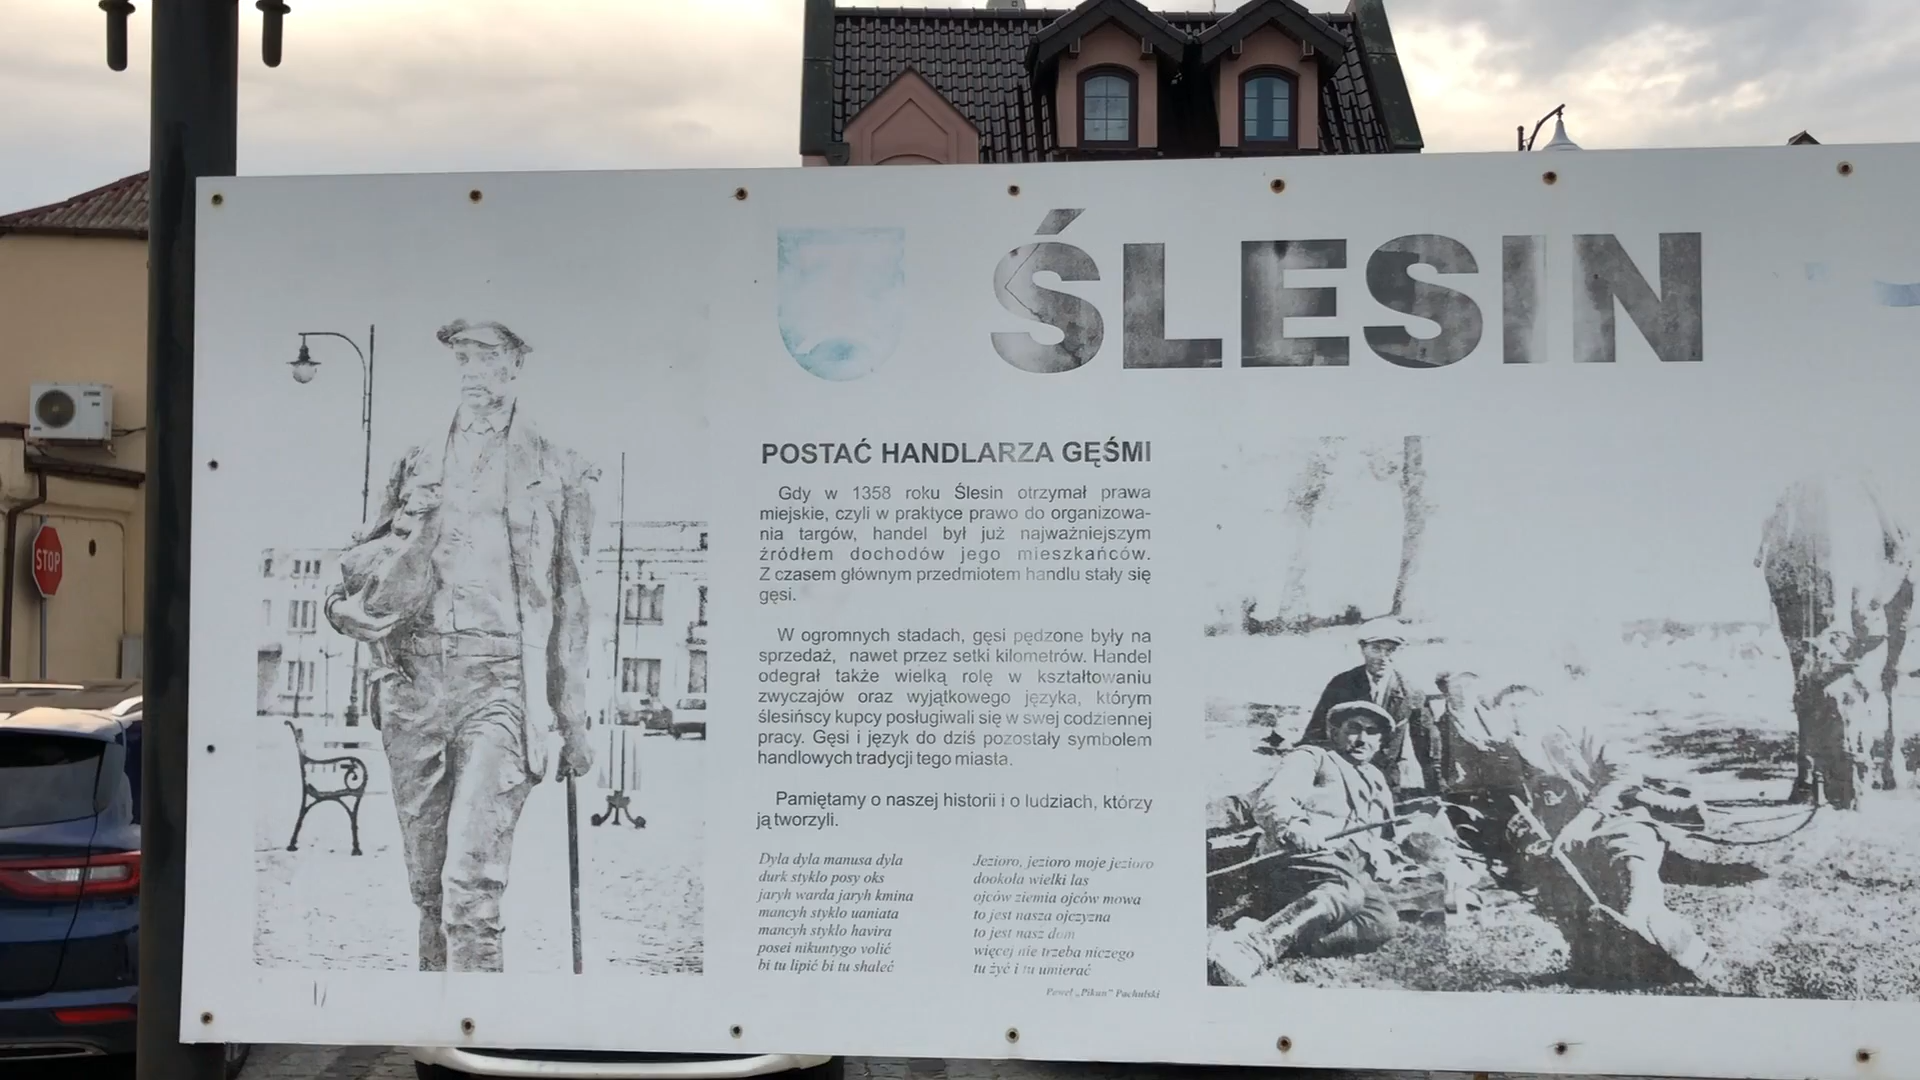 STOP
ŚLESIN
POSTAĆ HANDLARZA GĘŚMI
Gdy w 1358 roku Ślesin otrzymał prawa
miejskie, czyli w praktyce prawo do organizowa-
nia targów, handel był już najważniejszym
źródłem dochodów jego mieszkańców.
Z czasem głównym przedmiotem handlu stały się
gęsi.
W ogromnych stadach, gęsi pędzone były na
sprzedaż, nawet przez setki kilometrów. Handel
odegrał także wielką rolę w kształtowaniu
zwyczajów oraz wyjątkowego języka, którym
ślesińscy kupcy posługiwali się w swej codziennej
pracy. Gęsi i język do dziś pozostały symbolem
handlowych tradycji tego miasta.
Pamiętamy o naszej historii i o ludziach, którzy
ją tworzyli.
Dyla dyla manusa dyla
durk styklo posy oks
jaryh warda jaryh kmina
mancyh styklo uaniata
mancyh styklo havira
posei nikuntygo volić
bi tu lipić bi tu shaleć
Jezioro, jezioro moje jezioro
dookoła wielki las
ojców ziemia ojców mowa
to jest nasza ojczyzna
to jest nasz dom
więcej nie trzeba niczego
tu żyć i tu umierać
Paweł „Pikun" Pachulski